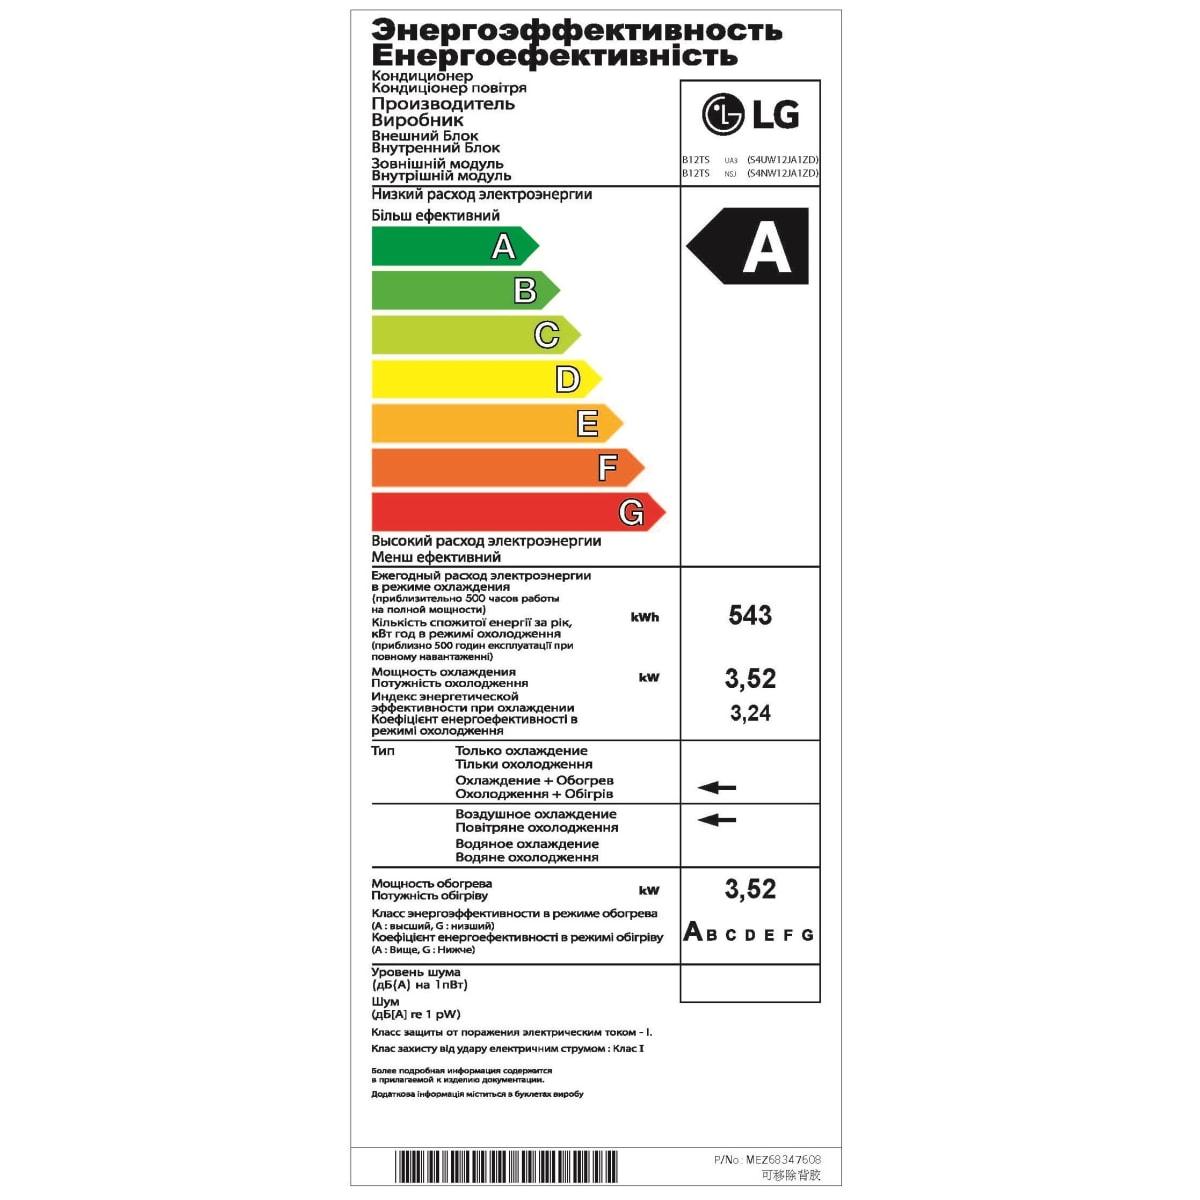 Энергоэффективность
Енергоефективність
Кондиционер
Кондиціонер повітря
Производитель
Виробник
LG
Внешний Блок
Внутренний Блок
Зовнішній модуль
B12TS UA3 (S4UW12JA1ZD)
Внутрішній модуль
B12TS NSJ (S4NW12JA1ZD)
Низкий расход электроэнергии
Більш ефективний
A
A
B
C
D
E
F
G
Высокий расход электроэнергии
Менш ефективний
Ежегодный расход электроэнергии
в режиме охлаждения
(приблизительно 500 часов работы
на полной мощности)
kWh 543
Кількість спожитої енергії за рік,
кВт год в режимі охолодження
(приблизно 500 годин експлуатації при
повному навантаженні)
Мощность охлаждения
Потужність охолодження
kW 3,52
Индекс энергетической
эффективности при охлаждении
3,24
Коефіцієнт енергоефективності в
режимі охолодження
Тип Только охлаждение
Тільки охолодження
Охлаждение + Обогрев
Охолодження + Обігрів
Воздушное охлаждение
Повітряне охолодження
Водяное охлаждение
Водяне охолодження
Мощность обогрева
Потужність обігріву
kW 3,52
Класс энергоэффективности в режиме обогрева
(A : высший, G : низший)
Коефіцієнт енергоефективності в режимі обігріву
A B C D E F G
(A : Вище, G : Нижче)
Уровень шума
(дБ(А) на 1пВт)
Шум
(дБ[А] re 1 pW)
Класс защиты от поражения электрическим током – I.
Клас захисту від удару електричним струмом : Клас I
Более подробная информация содержится
в прилагаемой к изделию документации.
Додаткова інформація міститься в буклетах виробу
P/No : MEZ68347608
可移除背胶